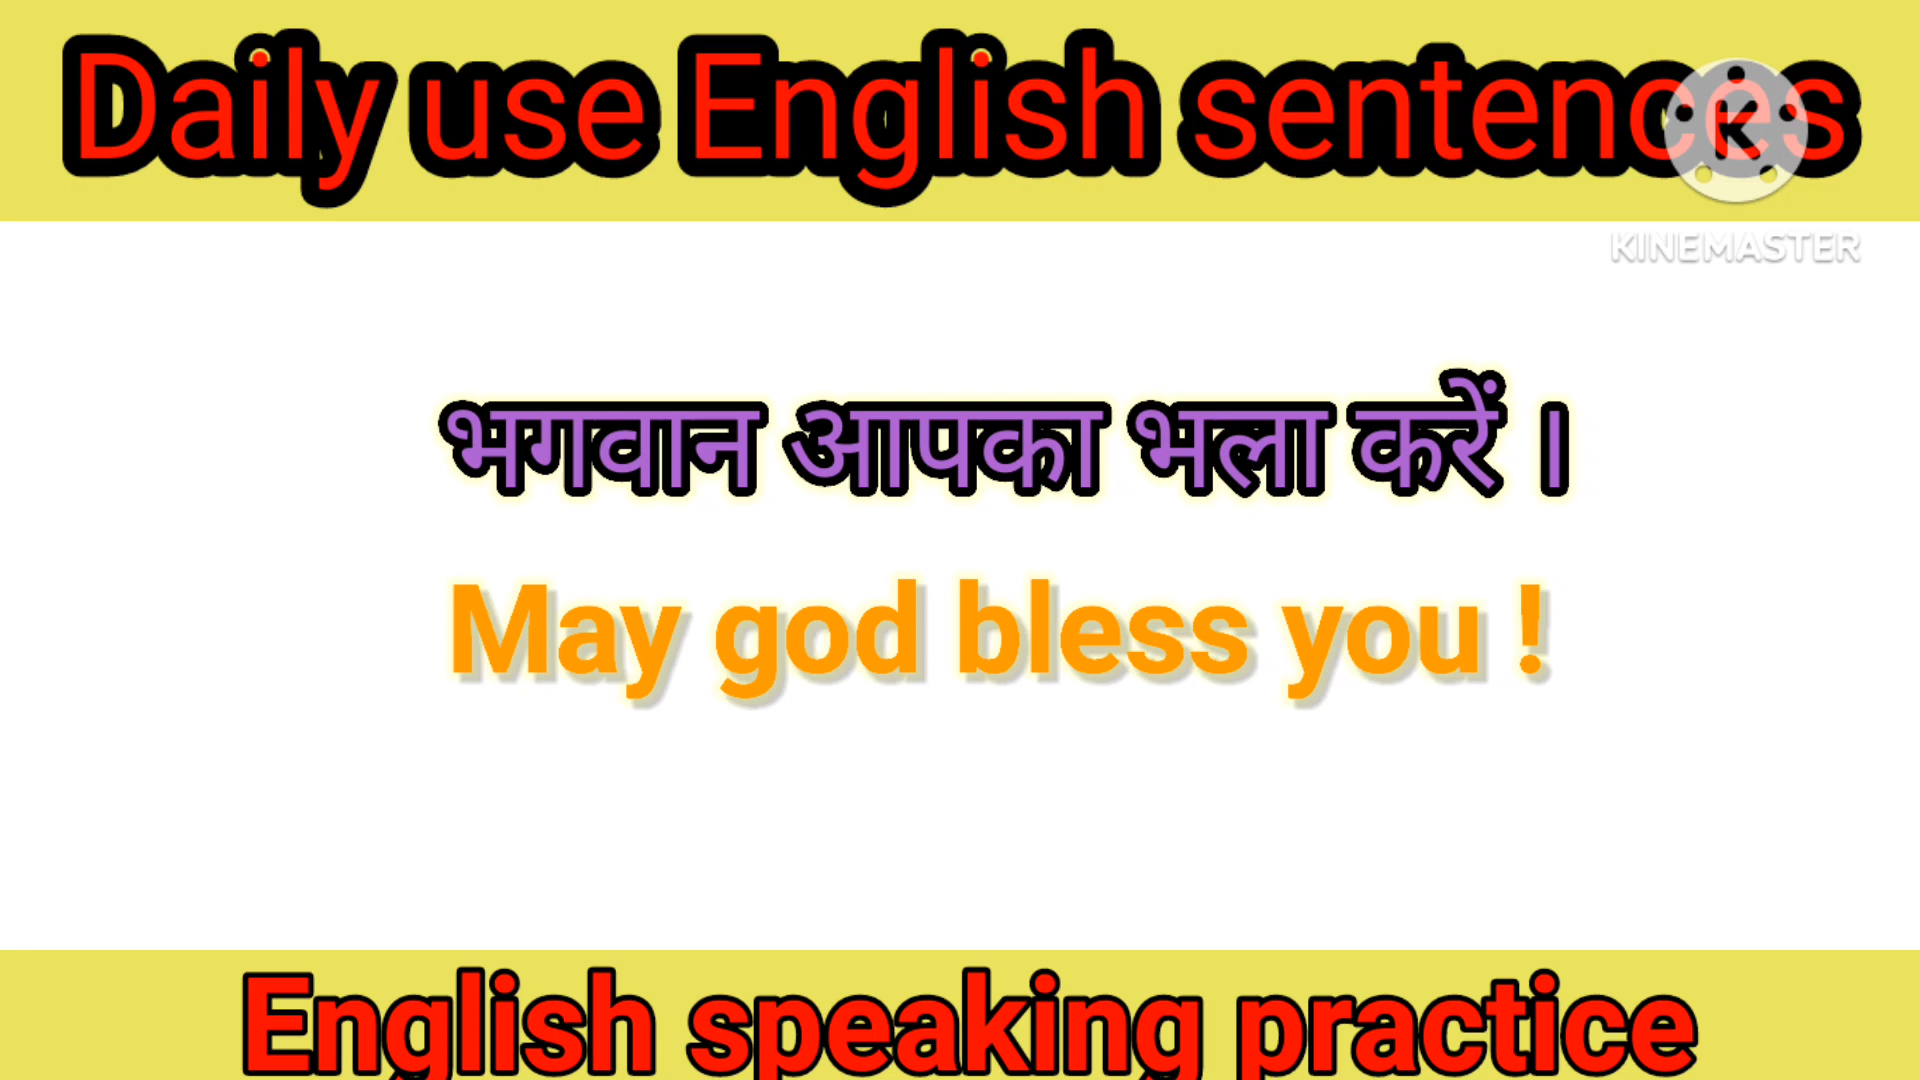 Daily use English sentences
KINEMASTER
भगवान आपका भला करें ।
May god bless you !
English speaking practice